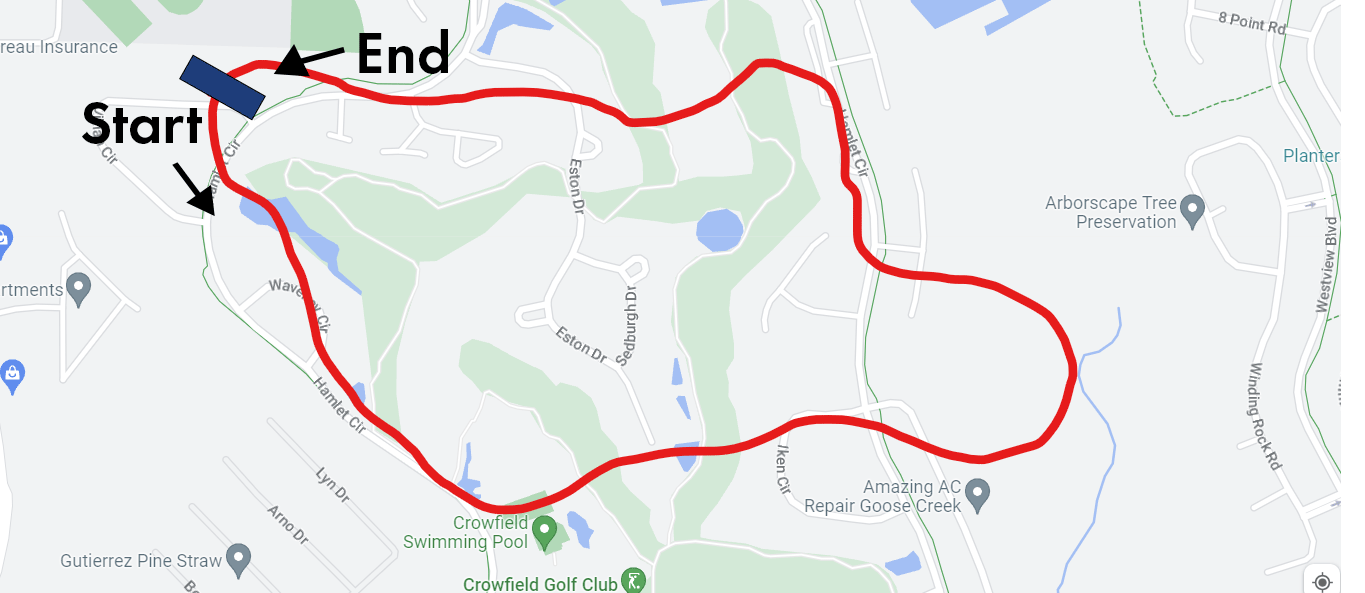 8 Point Rd
reau Insurance
End
Start
Hamlet Cir
Planter
Eston Dr
Arborscape Tree
Preservation
Westview Blvd
rtments
Sedburgh Dr
Eston Dr
Hamlet Cir
Winding Rock Rd
Iken Cir
Lyn Dr
Amazing AC
Repair Goose Creek
Arno Dr
Crowfield
Swimming Pool
Gutierrez Pine Straw
Crowfield Golf Club